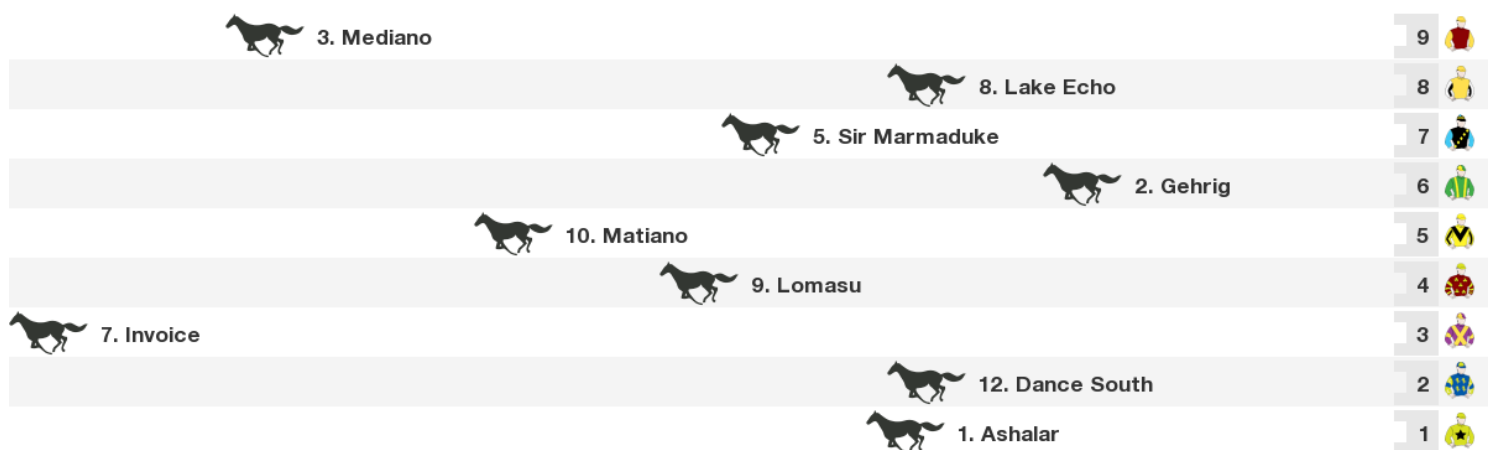 3. Mediano 9
8. Lake Echo 8
5. Sir Marmaduke 7
2. Gehrig 6
10. Matiano 5
9. Lomasu 4
7. Invoice 3
12. Dance South 2
1. Ashalar 1